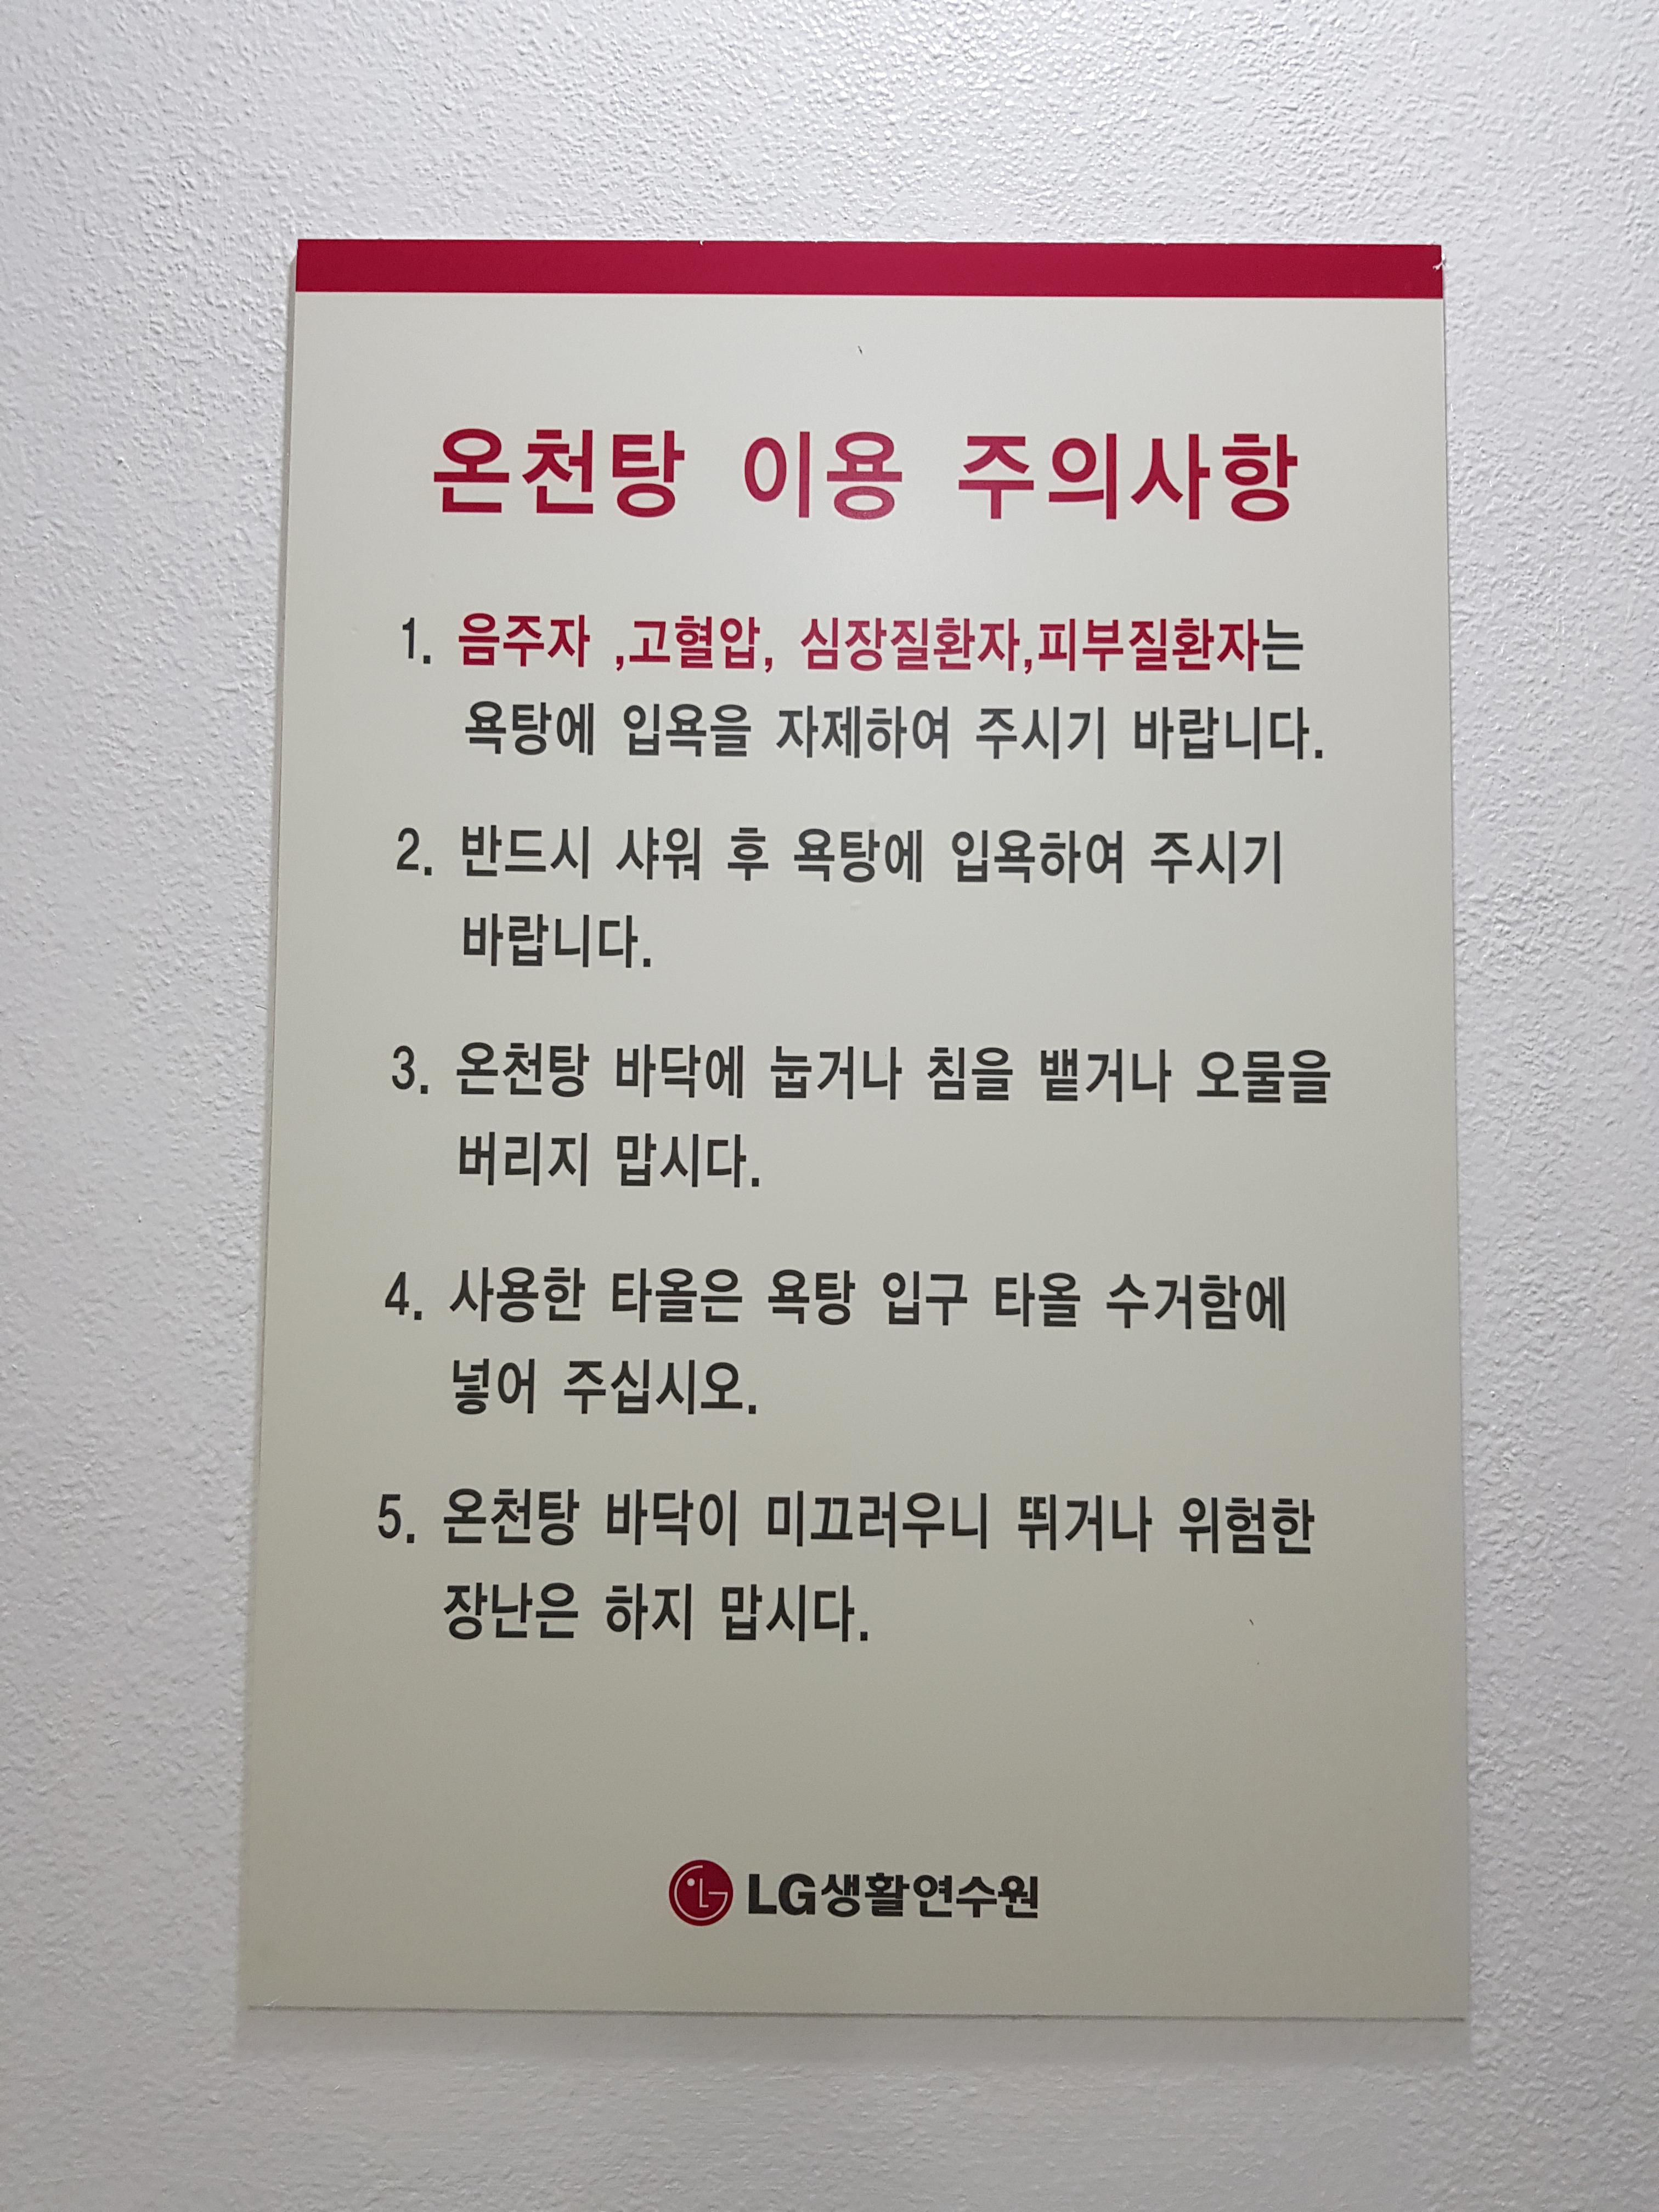 온천탕 이용 주의사항
1. 음주자 ,고혈압, 심장질환자,피부질환자는
욕탕에 입욕을 자제하여 주시기 바랍니다.
2. 반드시 샤워 후 욕탕에 입욕하여 주시기
바랍니다.
3. 온천탕 바닥에 눕거나 침을 뱉거나 오물을
버리지 맙시다.
4. 사용한 타올은 욕탕 입구 타올 수거함에
넣어 주십시오.
5. 온천탕 바닥이 미끄러우니 뛰거나 위험한
장난은 하지 맙시다.
LG생활연수원